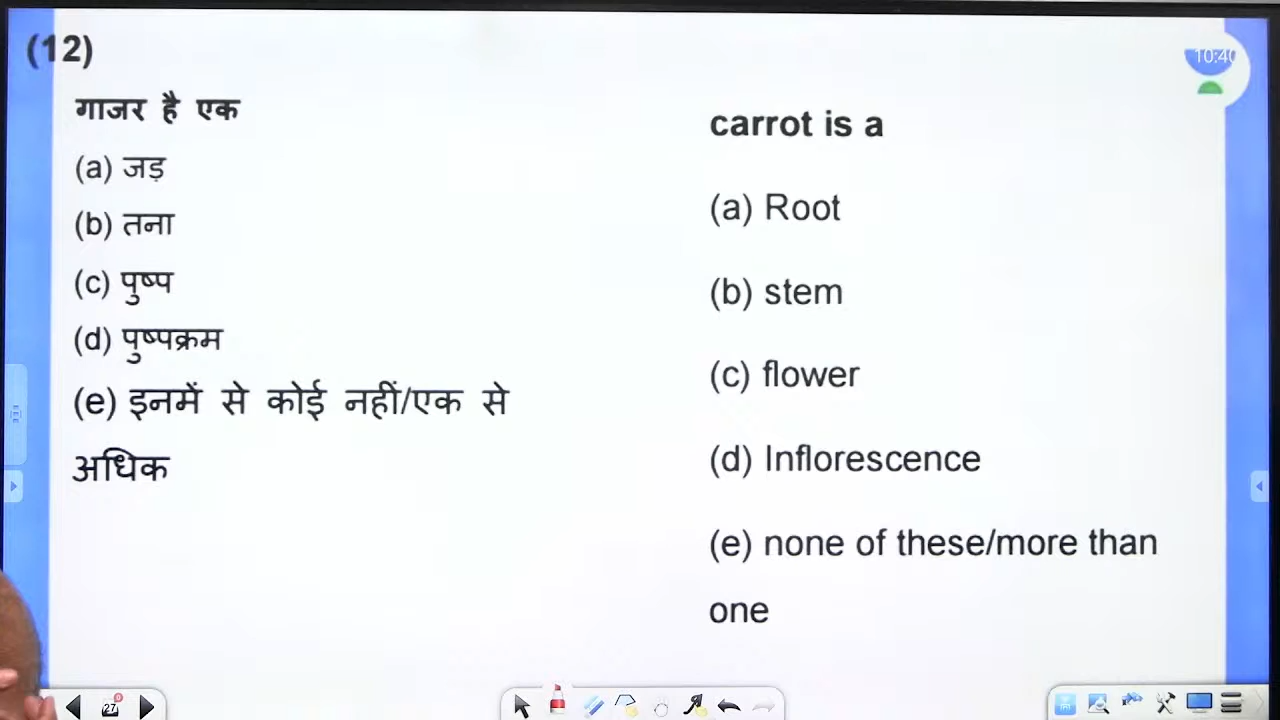 (12)
10:40
गाजर है एक
(a) जड़
(b) तना
(c) पुष्प
(d) पुष्पक्रम
(e) इनमें से कोई नहीं/एक से
अधिक
carrot is a
(a) Root
(b) stem
(c) flower
(d) Inflorescence
(e) none of these/more than
one
27
0